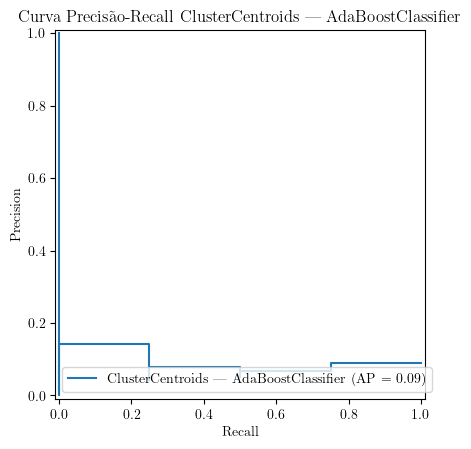 Curva Precisão-Recall ClusterCentroids — AdaBoostClassifier
1.0
0.8
0.6
0.4
0.2
0.0
Precision
ClusterCentroids — AdaBoostClassifier (AP = 0.09)
0.0 0.2 0.4 0.6 0.8 1.0
Recall